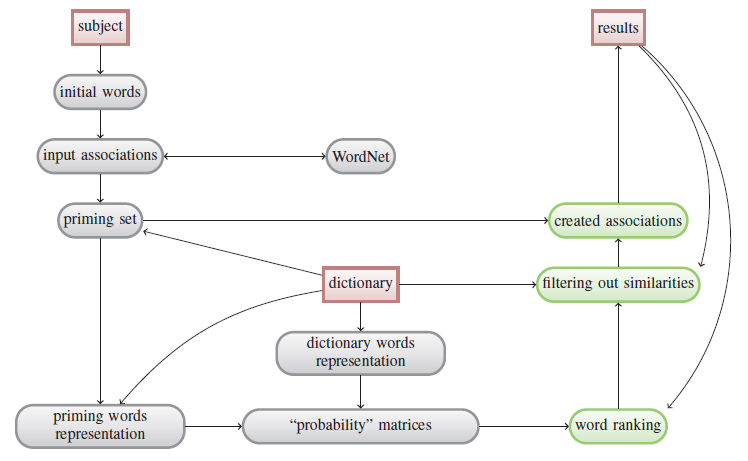 subject
results
initial words
input associations
WordNet
priming set
created associations
dictionary
filtering out similarities
dictionary words
representation
priming words
representation
“probability” matrices
word ranking